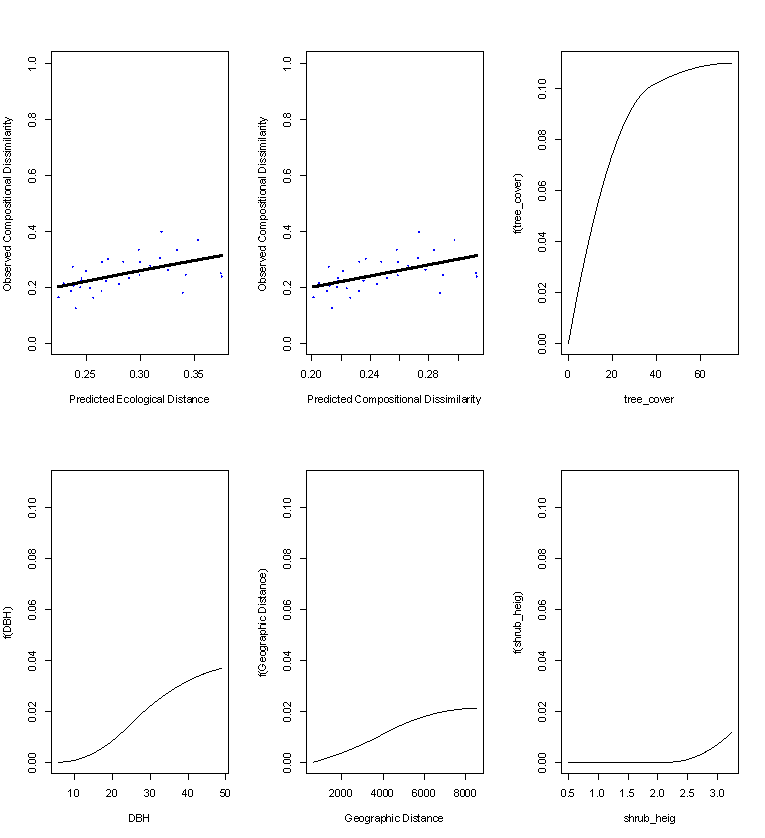 Observed Compositional Dissimilarity
0.0 0.2 0.4 0.6 0.8 1.0
0.25 0.30 0.35
Predicted Ecological Distance
Observed Compositional Dissimilarity
0.0 0.2 0.4 0.6 0.8 1.0
0.20 0.24 0.28
Predicted Compositional Dissimilarity
f(tree_cover)
0.00 0.02 0.04 0.06 0.08 0.10
0 20 40 60
tree_cover
f(DBH)
0.00 0.02 0.04 0.06 0.08 0.10
10 20 30 40 50
DBH
f(Geographic Distance)
0.00 0.02 0.04 0.06 0.08 0.10
2000 4000 6000 8000
Geographic Distance
f(shrub_heig)
0.00 0.02 0.04 0.06 0.08 0.10
0.5 1.0 1.5 2.0 2.5 3.0
shrub_heig